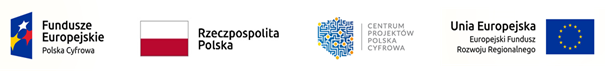 Fundusze
Europejskie
Polska Cyfrowa
Rzeczpospolita
Polska
CENTRUM
PROJEKTÓW
POLSKA
CYFROWA
Unia Europejska
Europejski Fundusz
Rozwoju Regionalnego